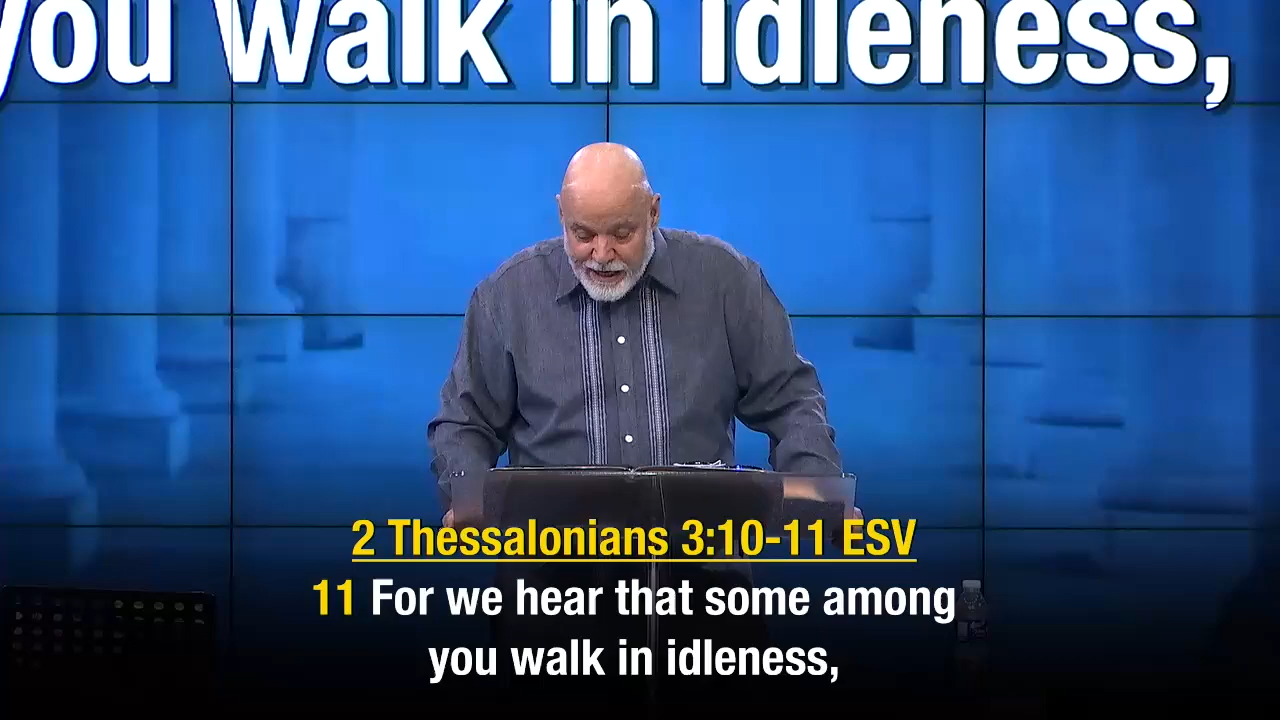 you walk in idleness,
2 Thessalonians 3:10-11 ESV
11 For we hear that some among
you walk in idleness,